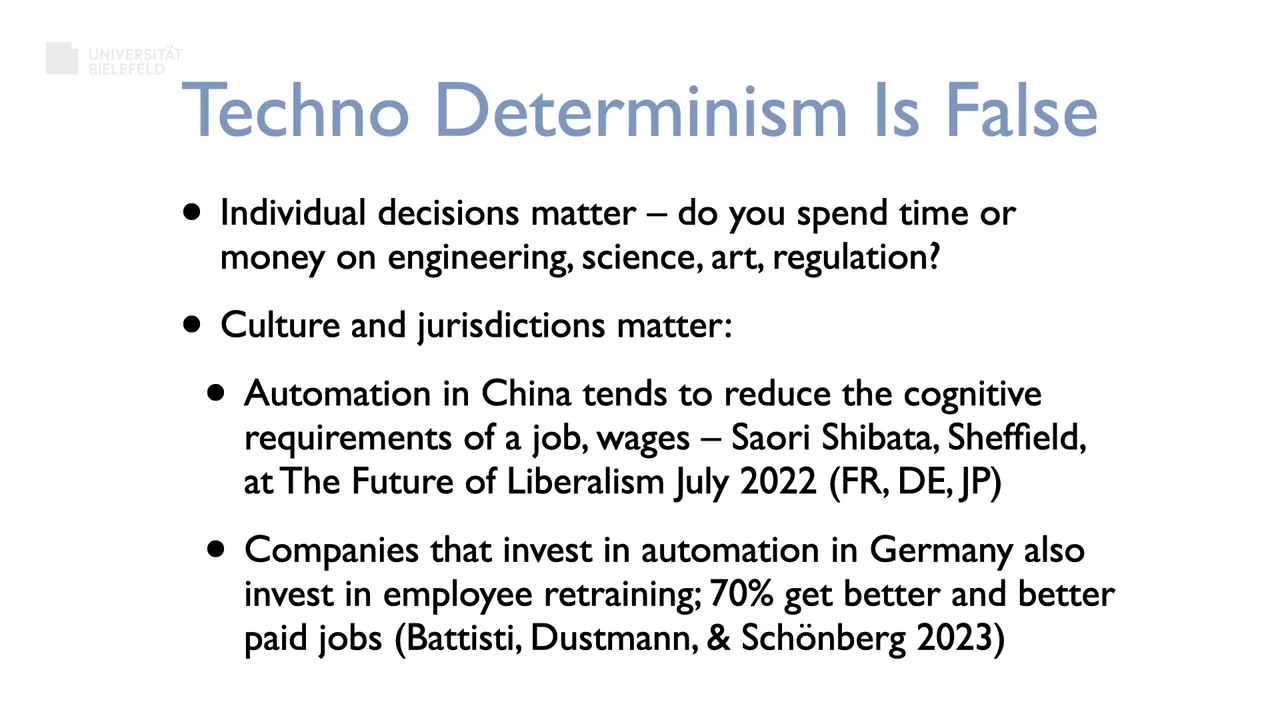 UNIVERSITÄT
BIELEFELD
Techno Determinism Is False
• Individual decisions matter – do you spend time or
money on engineering, science, art, regulation?
• Culture and jurisdictions matter:
• Automation in China tends to reduce the cognitive
requirements of a job, wages – Saori Shibata, Sheffield,
at The Future of Liberalism July 2022 (FR, DE, JP)
• Companies that invest in automation in Germany also
invest in employee retraining; 70% get better and better
paid jobs (Battisti, Dustmann, & Schönberg 2023)